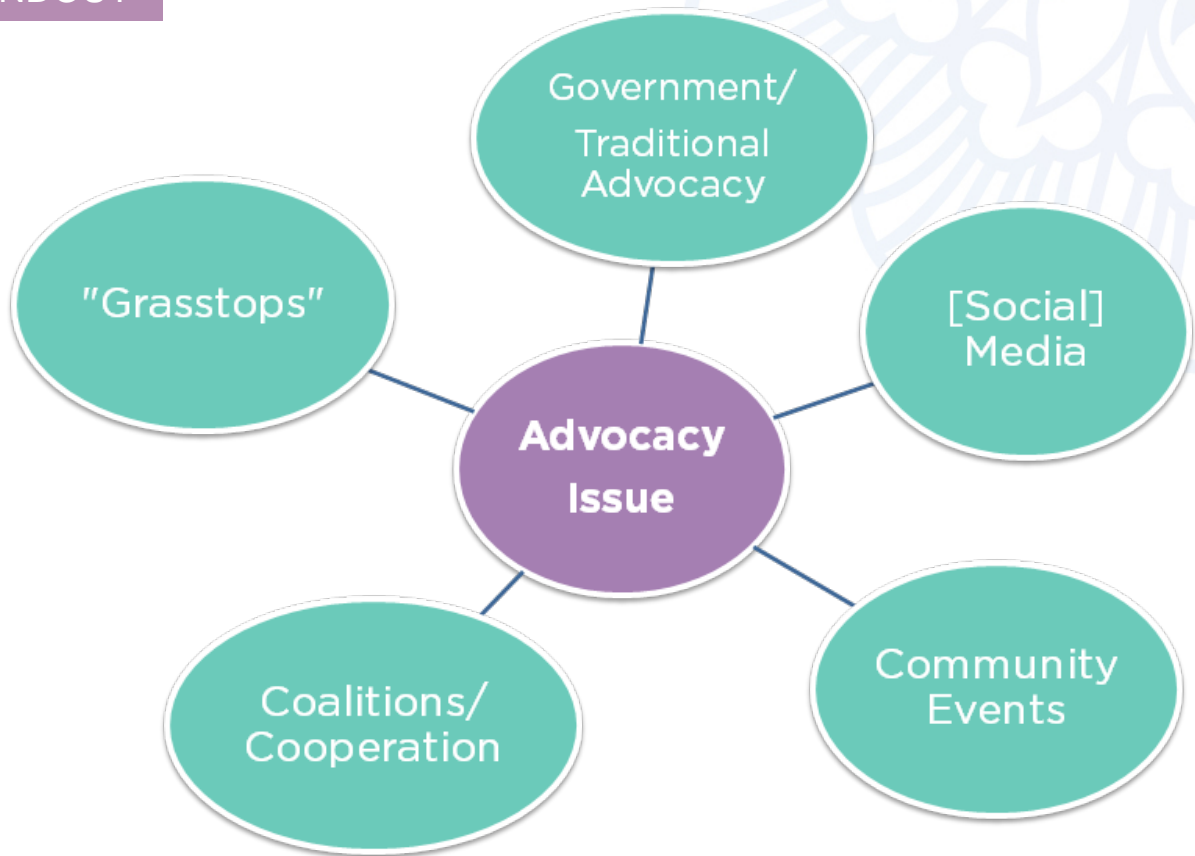 Government/
Traditional
Advocacy
"Grasstops"
[Social]
Media
Advocacy
Issue
Community
Events
Coalitions/
Cooperation